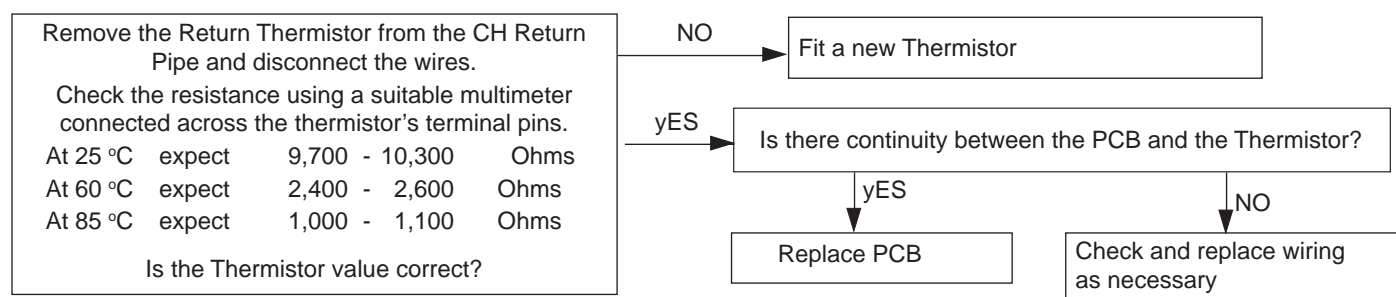 Remove the Return Thermistor from the CH Return
Pipe and disconnect the wires.
Check the resistance using a suitable multimeter
connected across the thermistor's terminal pins.
At 25 °C expect 9,700 - 10,300 Ohms
At 60 °C expect 2,400 - 2,600 Ohms
At 85 °C expect 1,000 - 1,100 Ohms
Is the Thermistor value correct?
NO
Fit a new Thermistor
yES
Is there continuity between the PCB and the Thermistor?
yES
Replace PCB
NO
Check and replace wiring
as necessary